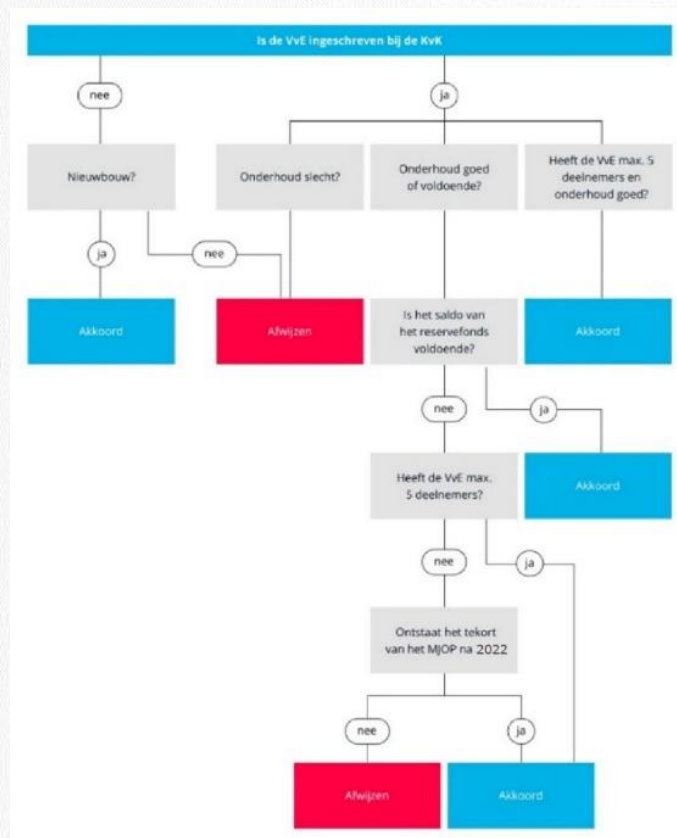 Is de VvE ingeschreven bij de KvK
nee
ja
Nieuwbouw?
Onderhoud slecht?
Onderhoud goed
of voldoende?
Heeft de VvE max. 5
deelnemers en
onderhoud goed?
ja
nee
Akkoord
Afwijzen
Is het saldo van
het reservefonds
voldoende?
Akkoord
nee
ja
Heeft de VvE max.
5 deelnemers?
Akkoord
nee
ja
Ontstaat het tekort
van het MJOP na 2022
nee
ja
Afwijzen
Akkoord